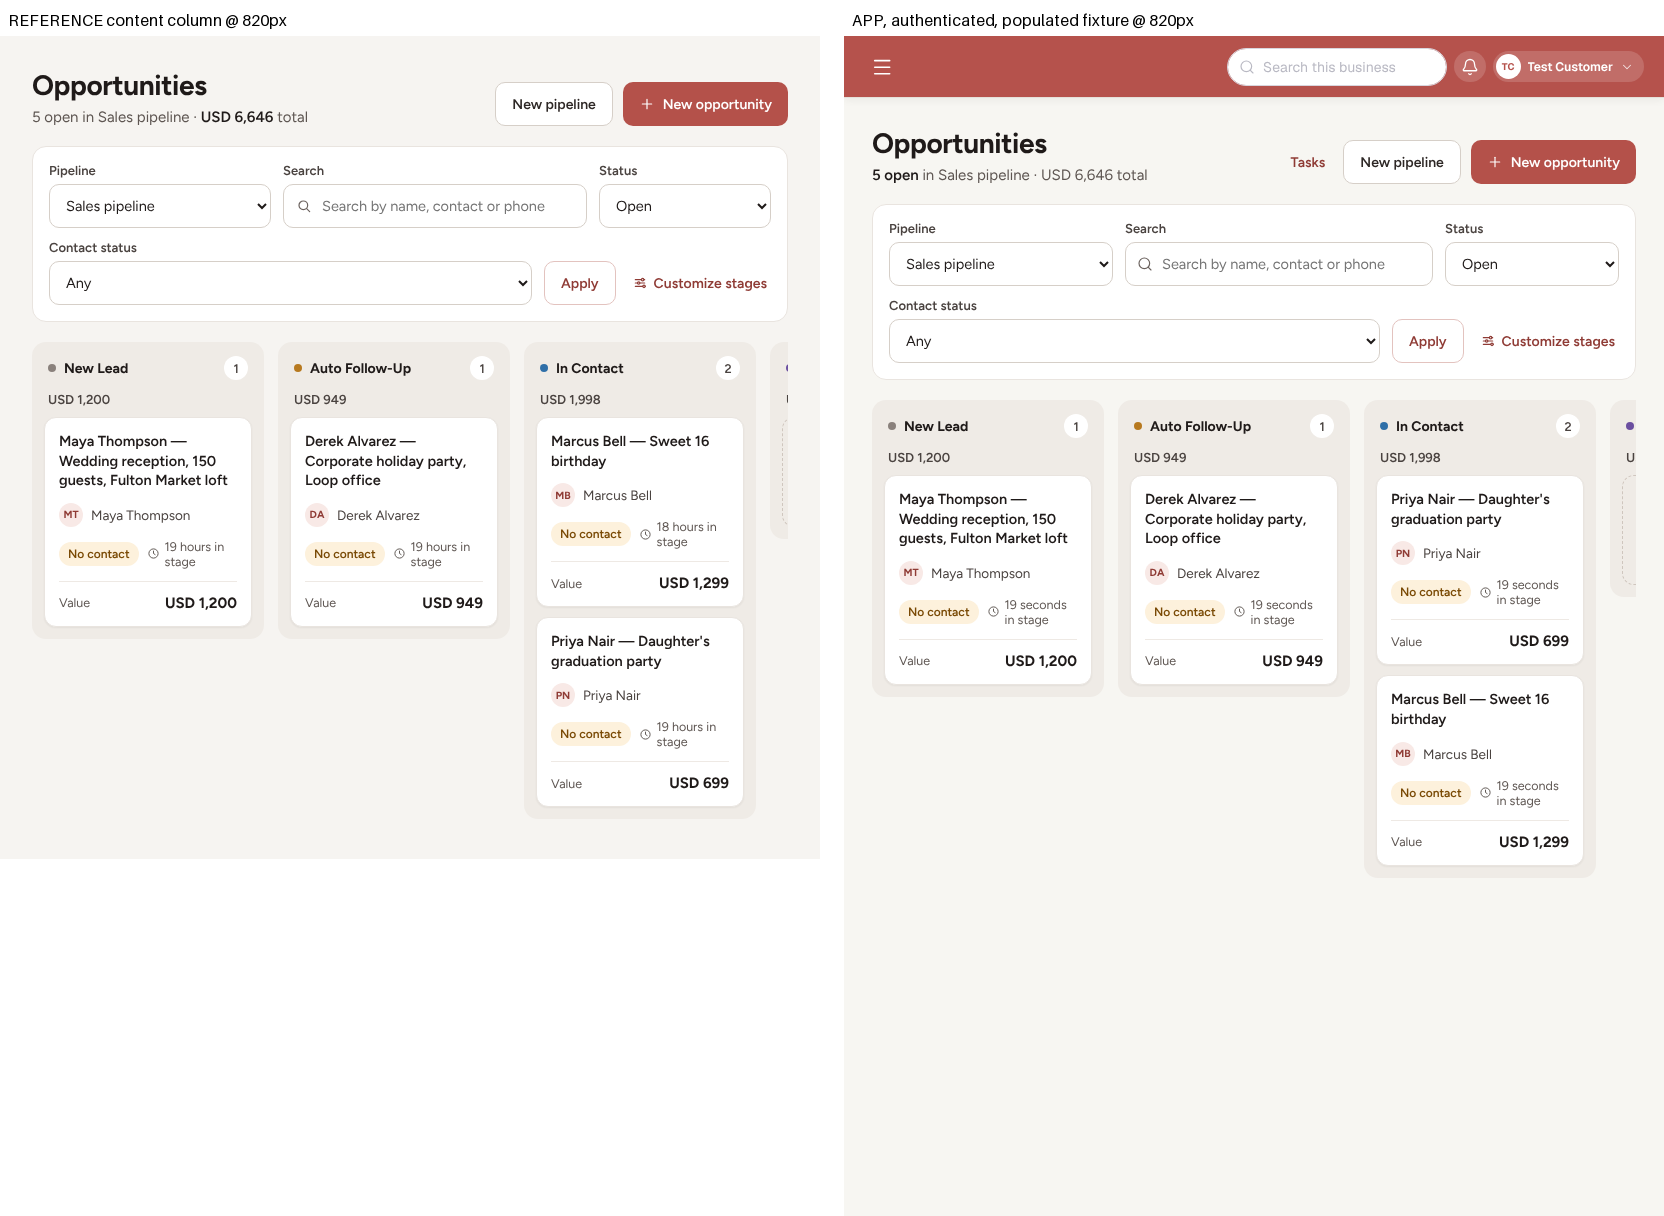 REFERENCE content column @ 820px
Opportunities
5 open in Sales pipeline · USD 6,646 total
New pipeline
New opportunity
Pipeline
Search
Status
Sales pipeline
Search by name, contact or phone
Open
Contact status
Any
Apply
Customize stages
New Lead
1
USD 1,200
Maya Thompson —
Wedding reception, 150
guests, Fulton Market loft
MT
Maya Thompson
No contact
19 hours in
stage
Value
USD 1,200
Auto Follow-Up
1
USD 949
Derek Alvarez —
Corporate holiday party,
Loop office
DA
Derek Alvarez
No contact
19 hours in
stage
Value
USD 949
In Contact
2
USD 1,998
Marcus Bell — Sweet 16
birthday
MB
Marcus Bell
No contact
18 hours in
stage
Value
USD 1,299
Priya Nair — Daughter's
graduation party
PN
Priya Nair
No contact
19 hours in
stage
Value
USD 699
APP, authenticated, populated fixture @ 820px
Search this business
TC
Test Customer
Opportunities
5 open in Sales pipeline · USD 6,646 total
Tasks
New pipeline
New opportunity
Pipeline
Search
Status
Sales pipeline
Search by name, contact or phone
Open
Contact status
Any
Apply
Customize stages
New Lead
1
USD 1,200
Maya Thompson —
Wedding reception, 150
guests, Fulton Market loft
MT
Maya Thompson
No contact
19 seconds
in stage
Value
USD 1,200
Auto Follow-Up
1
USD 949
Derek Alvarez —
Corporate holiday party,
Loop office
DA
Derek Alvarez
No contact
19 seconds
in stage
Value
USD 949
In Contact
2
USD 1,998
Priya Nair — Daughter's
graduation party
PN
Priya Nair
No contact
19 seconds
in stage
Value
USD 699
Marcus Bell — Sweet 16
birthday
MB
Marcus Bell
No contact
19 seconds
in stage
Value
USD 1,299